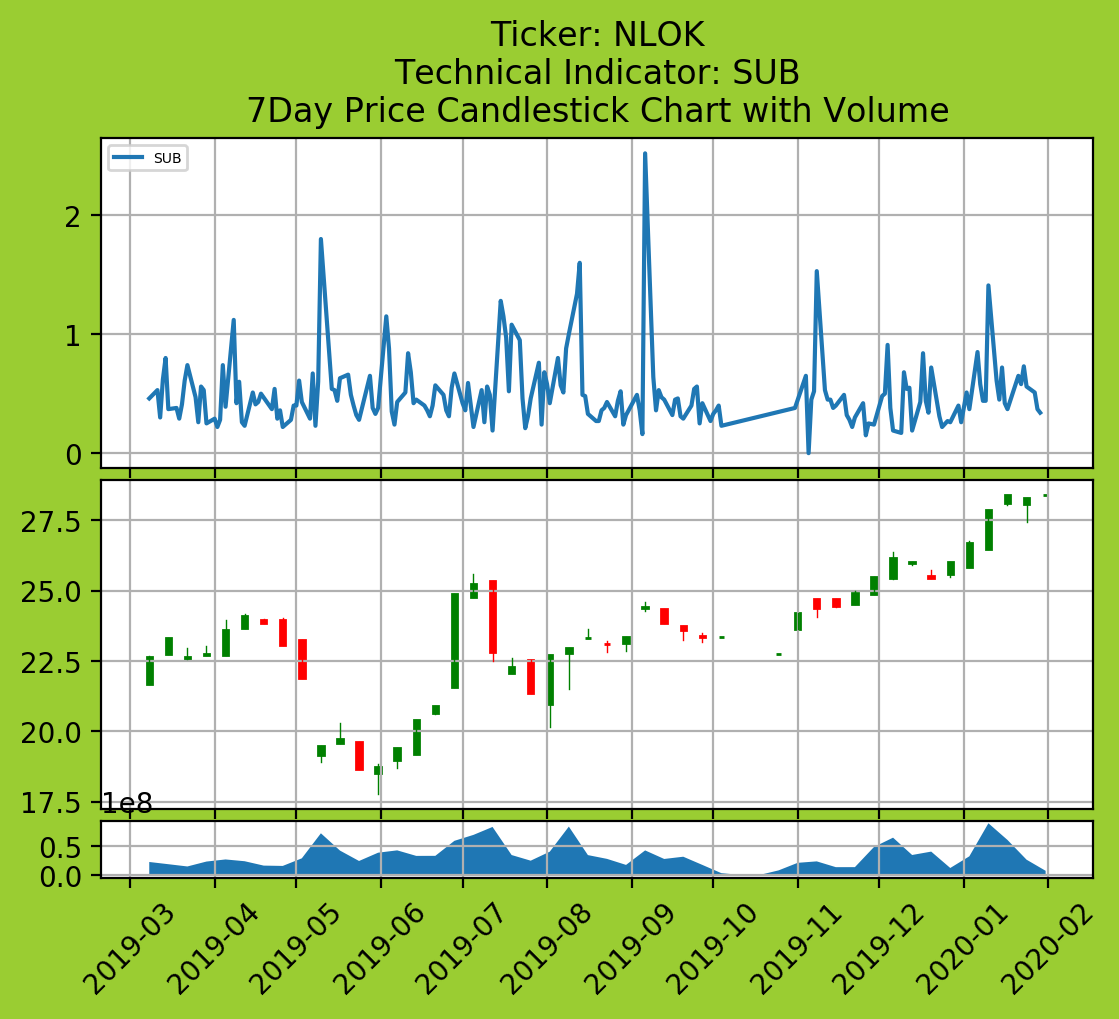 Ticker: NLOK
Technical Indicator: SUB
7Day Price Candlestick Chart with Volume
SUB
2
1
0
27.5
25.0
22.5
20.0
17.5
1e8
0.5
0.0
2019-03 2019-04 2019-05 2019-06 2019-07 2019-08 2019-09 2019-10 2019-11 2019-12 2020-01 2020-02